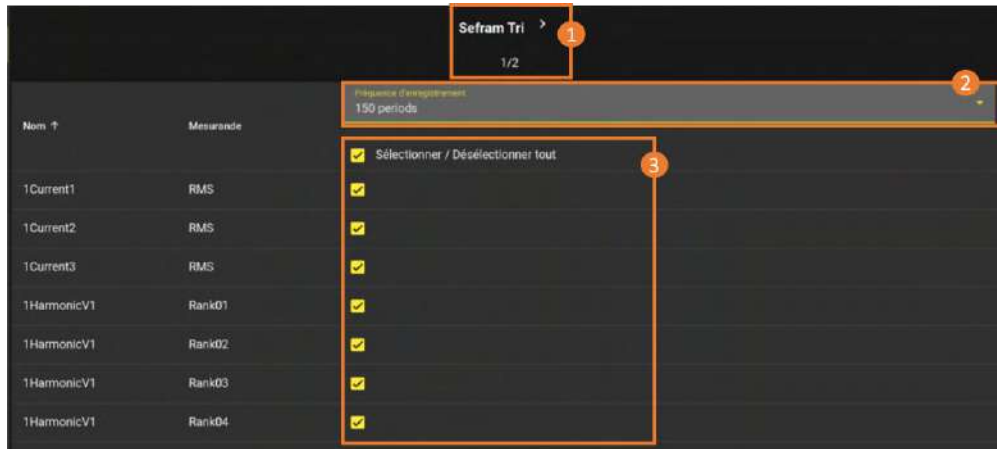 Sefram Tri >
1
1/2
2
Fréquence d'enregistrement
150 periods
Nom ↑ Mesurande
Sélectionner / Désélectionner tout
3
1Current1 RMS
1Current2 RMS
1Current3 RMS
1HarmonicV1 Rank01
1HarmonicV1 Rank02
1HarmonicV1 Rank03
1HarmonicV1 Rank04